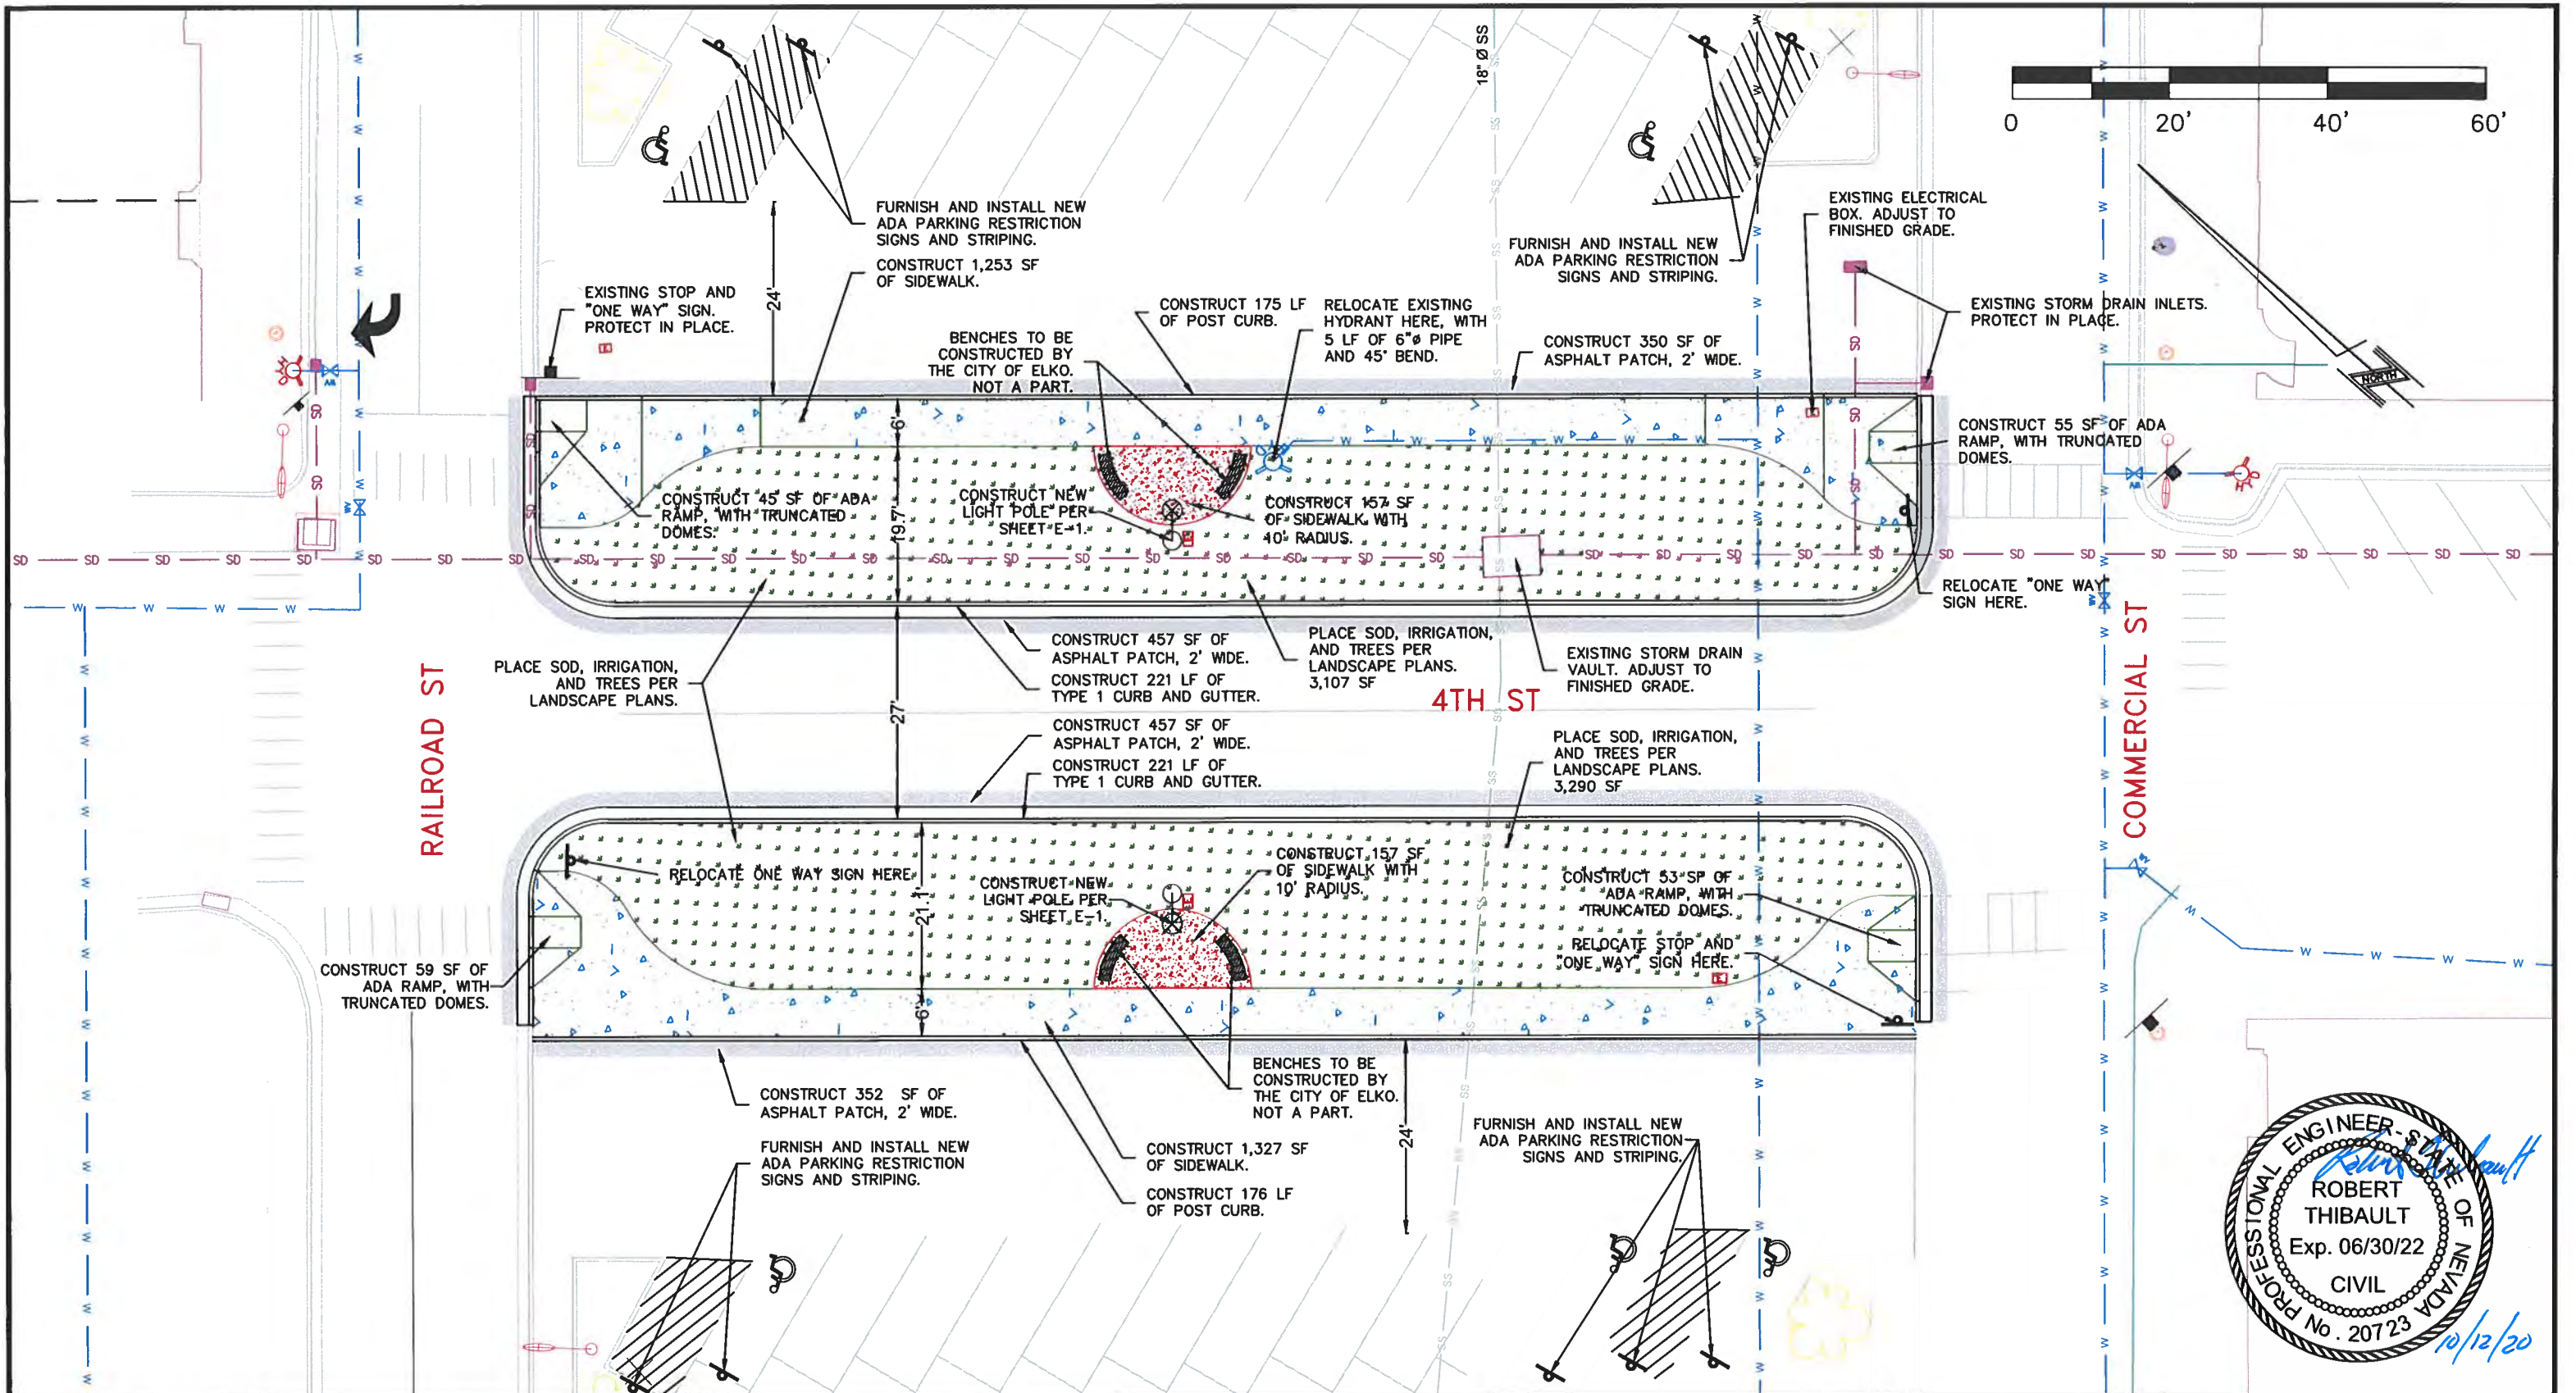 18" Ø SS
0 20' 40' 60'
FURNISH AND INSTALL NEW
ADA PARKING RESTRICTION
SIGNS AND STRIPING.
CONSTRUCT 1,253 SF
OF SIDEWALK.
24'
EXISTING STOP AND
"ONE WAY" SIGN.
PROTECT IN PLACE.
BENCHES TO BE
CONSTRUCTED BY
THE CITY OF ELKO.
NOT A PART.
CONSTRUCT 175 LF
OF POST CURB.
RELOCATE EXISTING
HYDRANT HERE, WITH
5 LF OF 6"Ø PIPE
AND 45° BEND.
FURNISH AND INSTALL NEW
ADA PARKING RESTRICTION
SIGNS AND STRIPING.
CONSTRUCT 350 SF OF
ASPHALT PATCH, 2' WIDE.
EXISTING ELECTRICAL
BOX. ADJUST TO
FINISHED GRADE.
EXISTING STORM DRAIN INLETS.
PROTECT IN PLACE.
NORTH
CONSTRUCT 55 SF OF ADA
RAMP, WITH TRUNCATED
DOMES.
6'
19.7'
CONSTRUCT 45 SF OF ADA
RAMP, WITH TRUNCATED
DOMES.
CONSTRUCT NEW
LIGHT POLE PER
SHEET E-1.
CONSTRUCT 157 SF
OF SIDEWALK WITH
10' RADIUS.
RELOCATE "ONE WAY"
SIGN HERE.
PLACE SOD, IRRIGATION,
AND TREES PER
LANDSCAPE PLANS.
CONSTRUCT 457 SF OF
ASPHALT PATCH, 2' WIDE.
CONSTRUCT 221 LF OF
TYPE 1 CURB AND GUTTER.
PLACE SOD, IRRIGATION,
AND TREES PER
LANDSCAPE PLANS.
3,107 SF
EXISTING STORM DRAIN
VAULT. ADJUST TO
FINISHED GRADE.
RAILROAD ST
27'
4TH ST
COMMERCIAL ST
CONSTRUCT 457 SF OF
ASPHALT PATCH, 2' WIDE.
CONSTRUCT 221 LF OF
TYPE 1 CURB AND GUTTER.
PLACE SOD, IRRIGATION,
AND TREES PER
LANDSCAPE PLANS.
3,290 SF
RELOCATE ONE WAY SIGN HERE
21.1'
CONSTRUCT NEW
LIGHT POLE PER
SHEET E-1.
CONSTRUCT 157 SF
OF SIDEWALK WITH
10' RADIUS.
CONSTRUCT 53 SF OF
ADA RAMP, WITH
TRUNCATED DOMES.
RELOCATE STOP AND
"ONE WAY" SIGN HERE.
CONSTRUCT 59 SF OF
ADA RAMP, WITH
TRUNCATED DOMES.
6'
CONSTRUCT 352 SF OF
ASPHALT PATCH, 2' WIDE.
FURNISH AND INSTALL NEW
ADA PARKING RESTRICTION
SIGNS AND STRIPING.
BENCHES TO BE
CONSTRUCTED BY
THE CITY OF ELKO.
NOT A PART.
CONSTRUCT 1,327 SF
OF SIDEWALK.
CONSTRUCT 176 LF
OF POST CURB.
24'
FURNISH AND INSTALL NEW
ADA PARKING RESTRICTION
SIGNS AND STRIPING.
PROFESSIONAL ENGINEER-STATE OF NEVADA
ROBERT
THIBAULT
Exp. 06/30/22
CIVIL
No. 20723
10/12/20